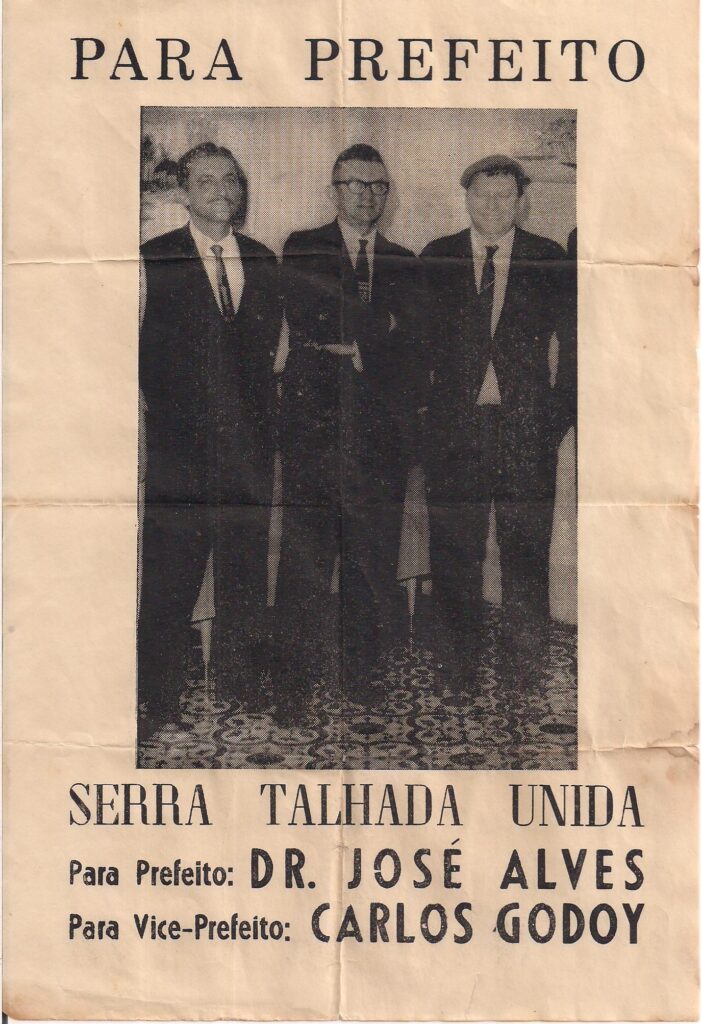 PARA PREFEITO
SERRA TALHADA UNIDA
Para Prefeito: DR. JOSÉ ALVES
Para Vice-Prefeito: CARLOS GODOY